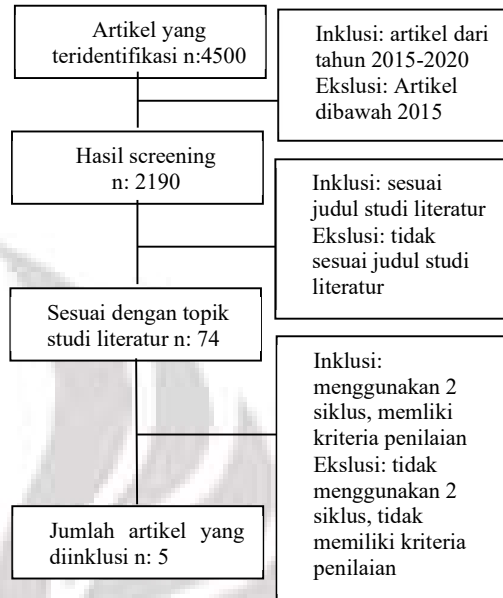 Artikel yang
teridentifikasi n:4500
Inklusi: artikel dari
tahun 2015-2020
Ekslusi: Artikel
dibawah 2015
Hasil screening
n: 2190
Inklusi: sesuai
judul studi literatur
Ekslusi: tidak
sesuai judul studi
literatur
Sesuai dengan topik
studi literatur n: 74
Inklusi:
menggunakan 2
siklus, memliki
kriteria penilaian
Ekslusi: tidak
menggunakan 2
siklus, tidak
memiliki kriteria
penilaian
Jumlah artikel yang
diinklusi n: 5